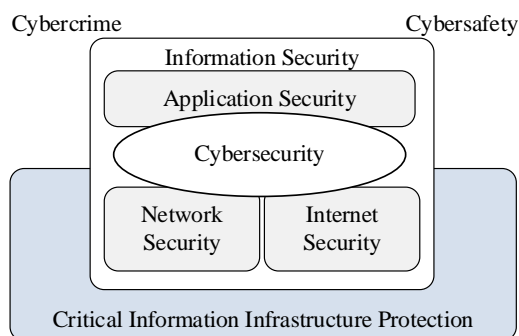 Cybercrime
Cybersafety
Information Security
Application Security
Cybersecurity
Network
Security
Internet
Security
Critical Information Infrastructure Protection